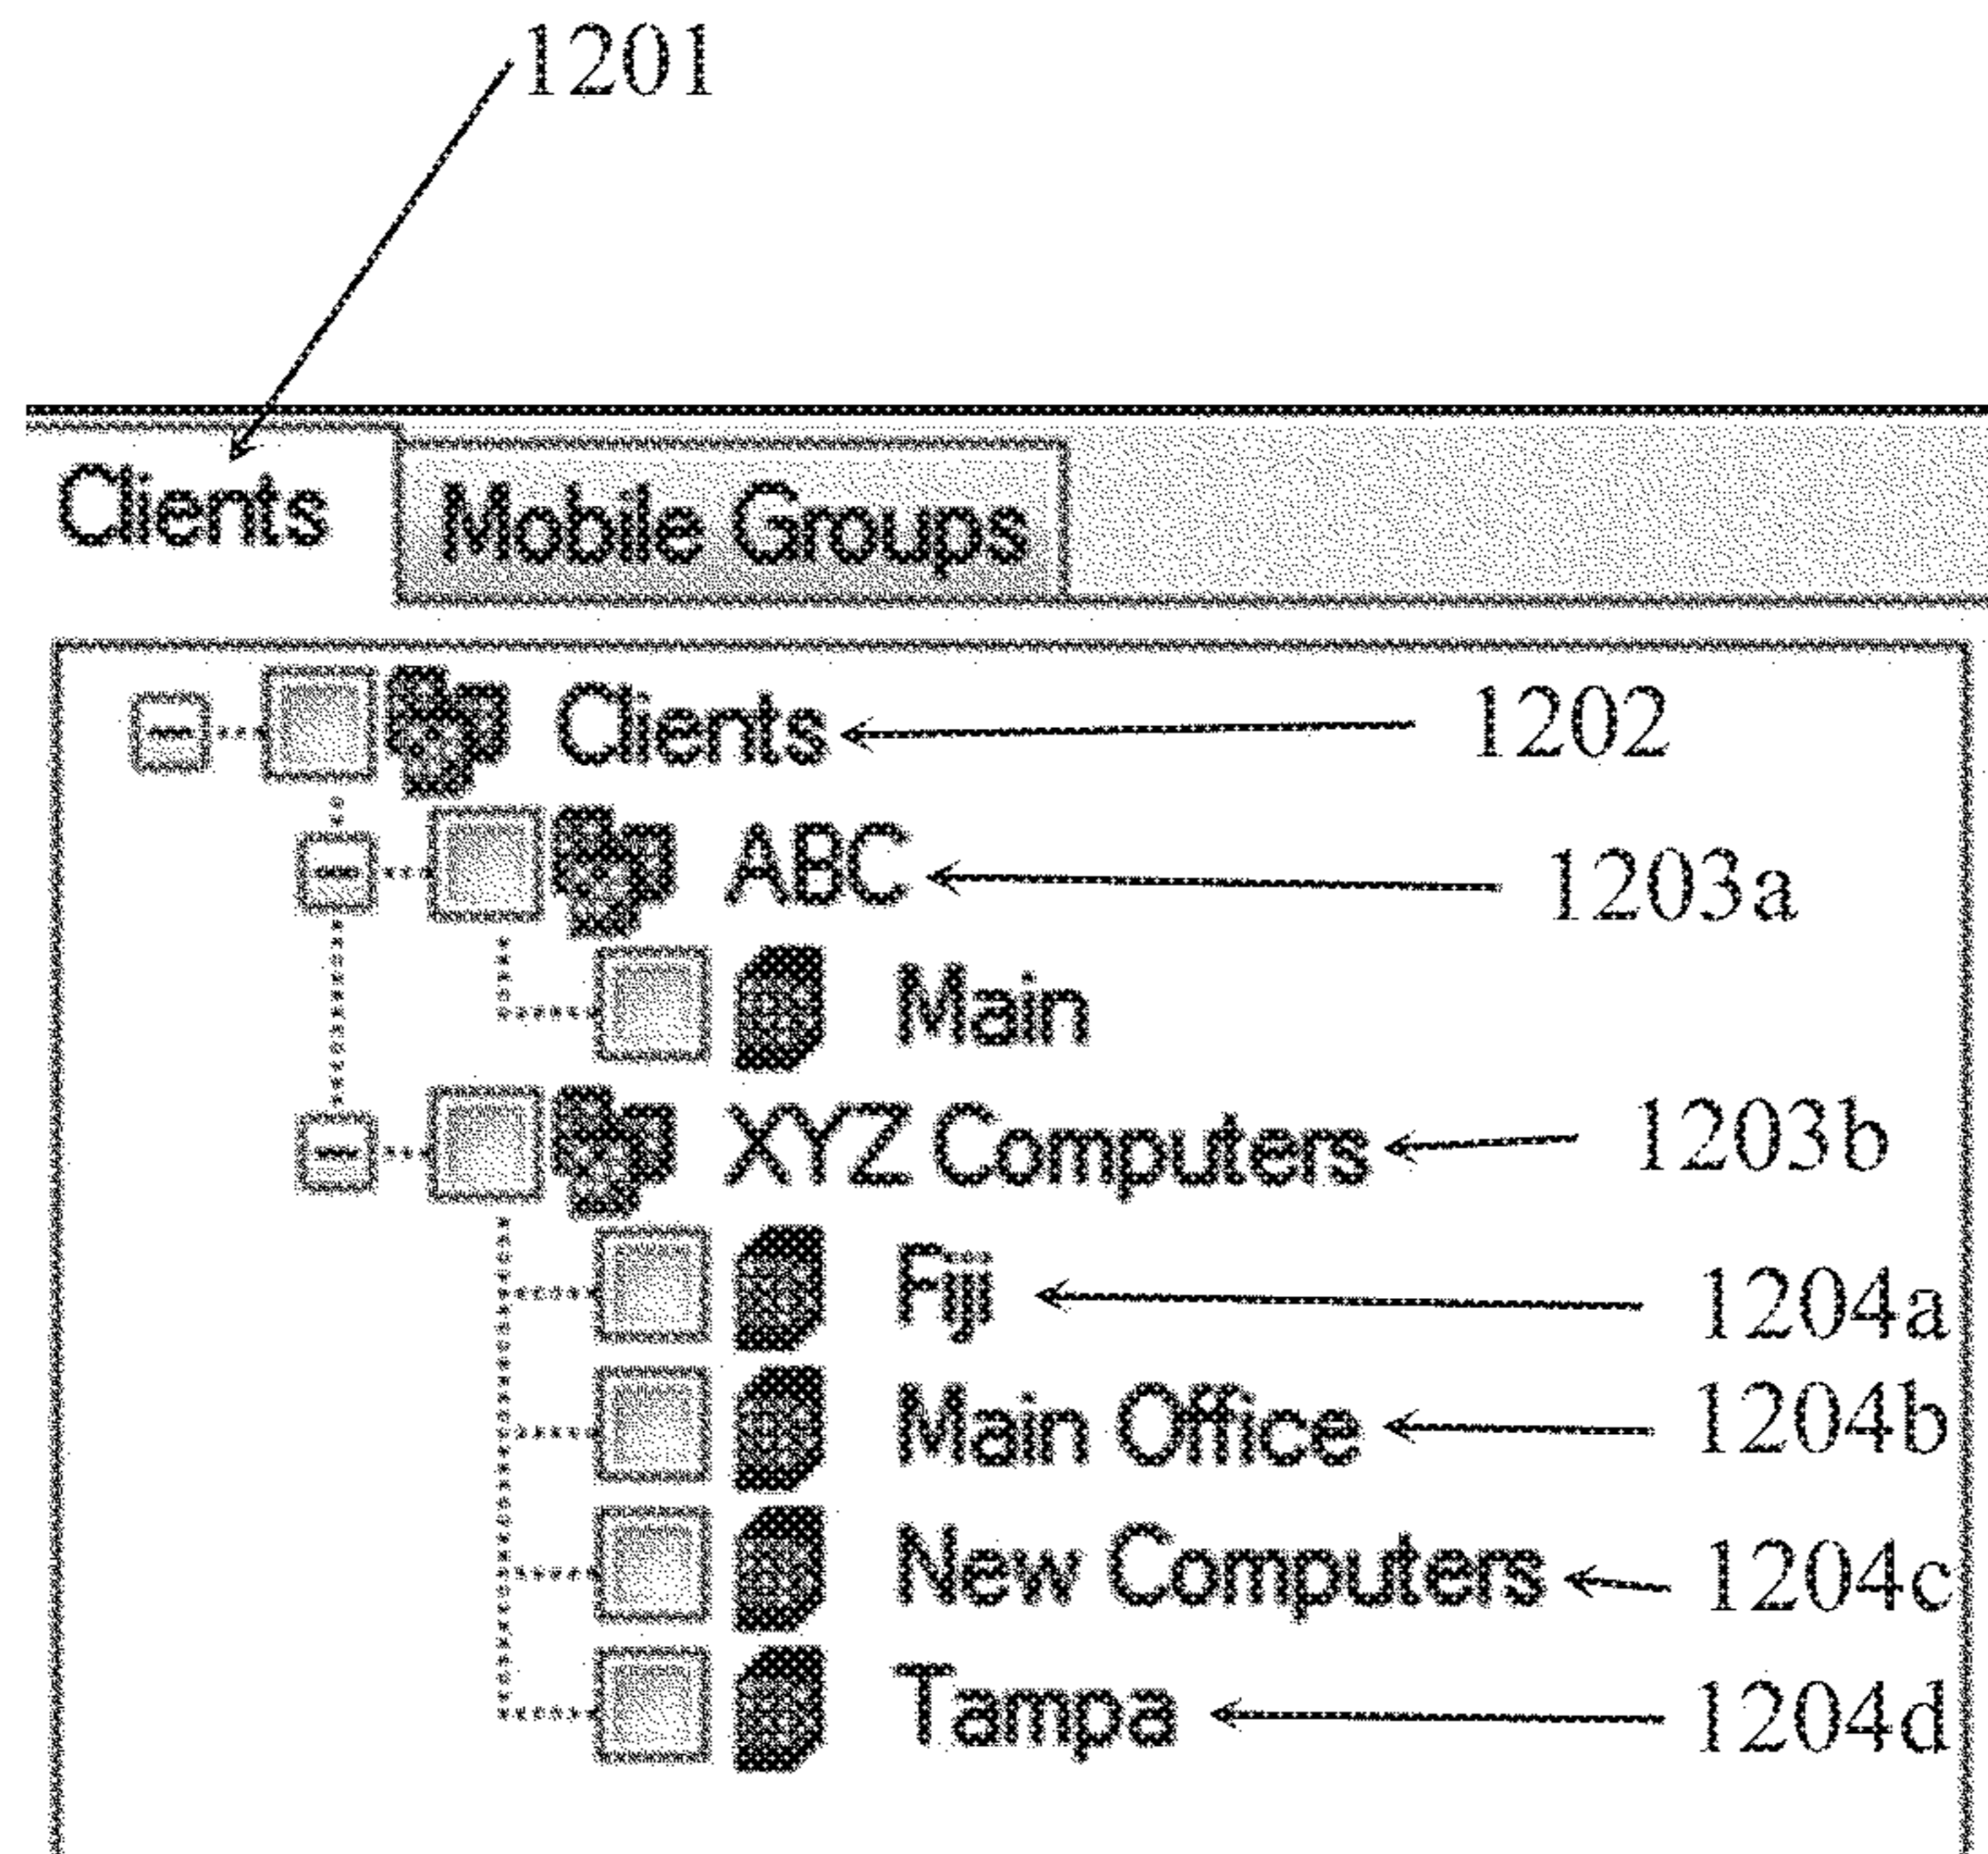 1201
Clients Mobile Groups
Clients 1202
ABC 1203a
Main
XYZ Computers 1203b
Fiji 1204a
Main Office 1204b
New Computers 1204c
Tampa 1204d